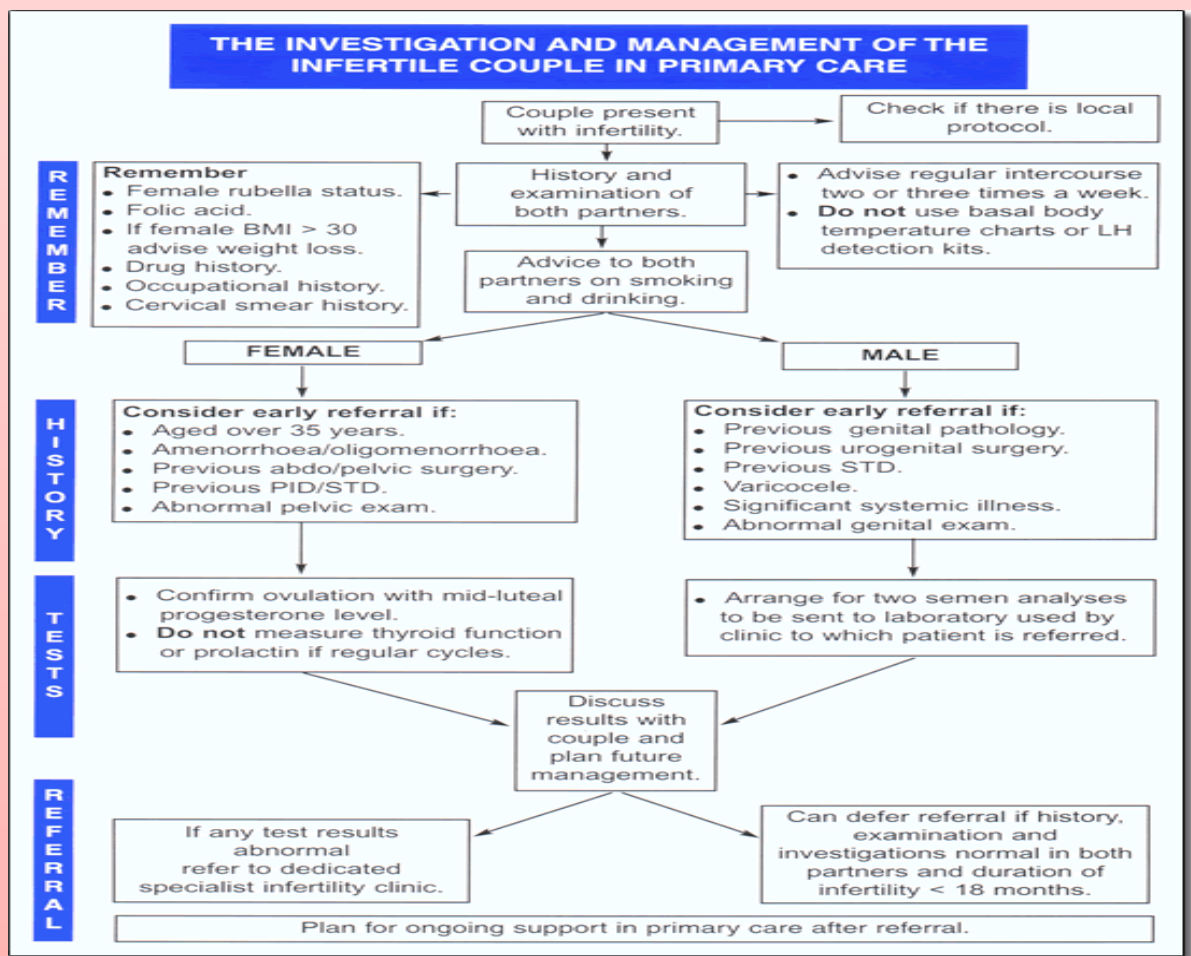 THE INVESTIGATION AND MANAGEMENT OF THE
INFERTILE COUPLE IN PRIMARY CARE
Couple present
with infertility.
Check if there is local
protocol.
REMEMBER
Remember
• Female rubella status.
• Folic acid.
• If female BMI > 30
advise weight loss.
• Drug history.
• Occupational history.
• Cervical smear history.
History and
examination of
both partners.
• Advise regular intercourse
two or three times a week.
• Do not use basal body
temperature charts or LH
detection kits.
Advice to both
partners on smoking
and drinking.
FEMALE
MALE
HISTORY
Consider early referral if:
• Aged over 35 years.
• Amenorrhoea/oligomenorrhoea.
• Previous abdo/pelvic surgery.
• Previous PID/STD.
• Abnormal pelvic exam.
Consider early referral if:
• Previous genital pathology.
• Previous urogenital surgery.
• Previous STD.
• Varicocele.
• Significant systemic illness.
• Abnormal genital exam.
TESTS
• Confirm ovulation with mid-luteal
progesterone level.
• Do not measure thyroid function
or prolactin if regular cycles.
• Arrange for two semen analyses
to be sent to laboratory used by
clinic to which patient is referred.
Discuss
results with
couple and
plan future
management.
REFERRAL
If any test results
abnormal
refer to dedicated
specialist infertility clinic.
Can defer referral if history,
examination and
investigations normal in both
partners and duration of
infertility < 18 months.
Plan for ongoing support in primary care after referral.